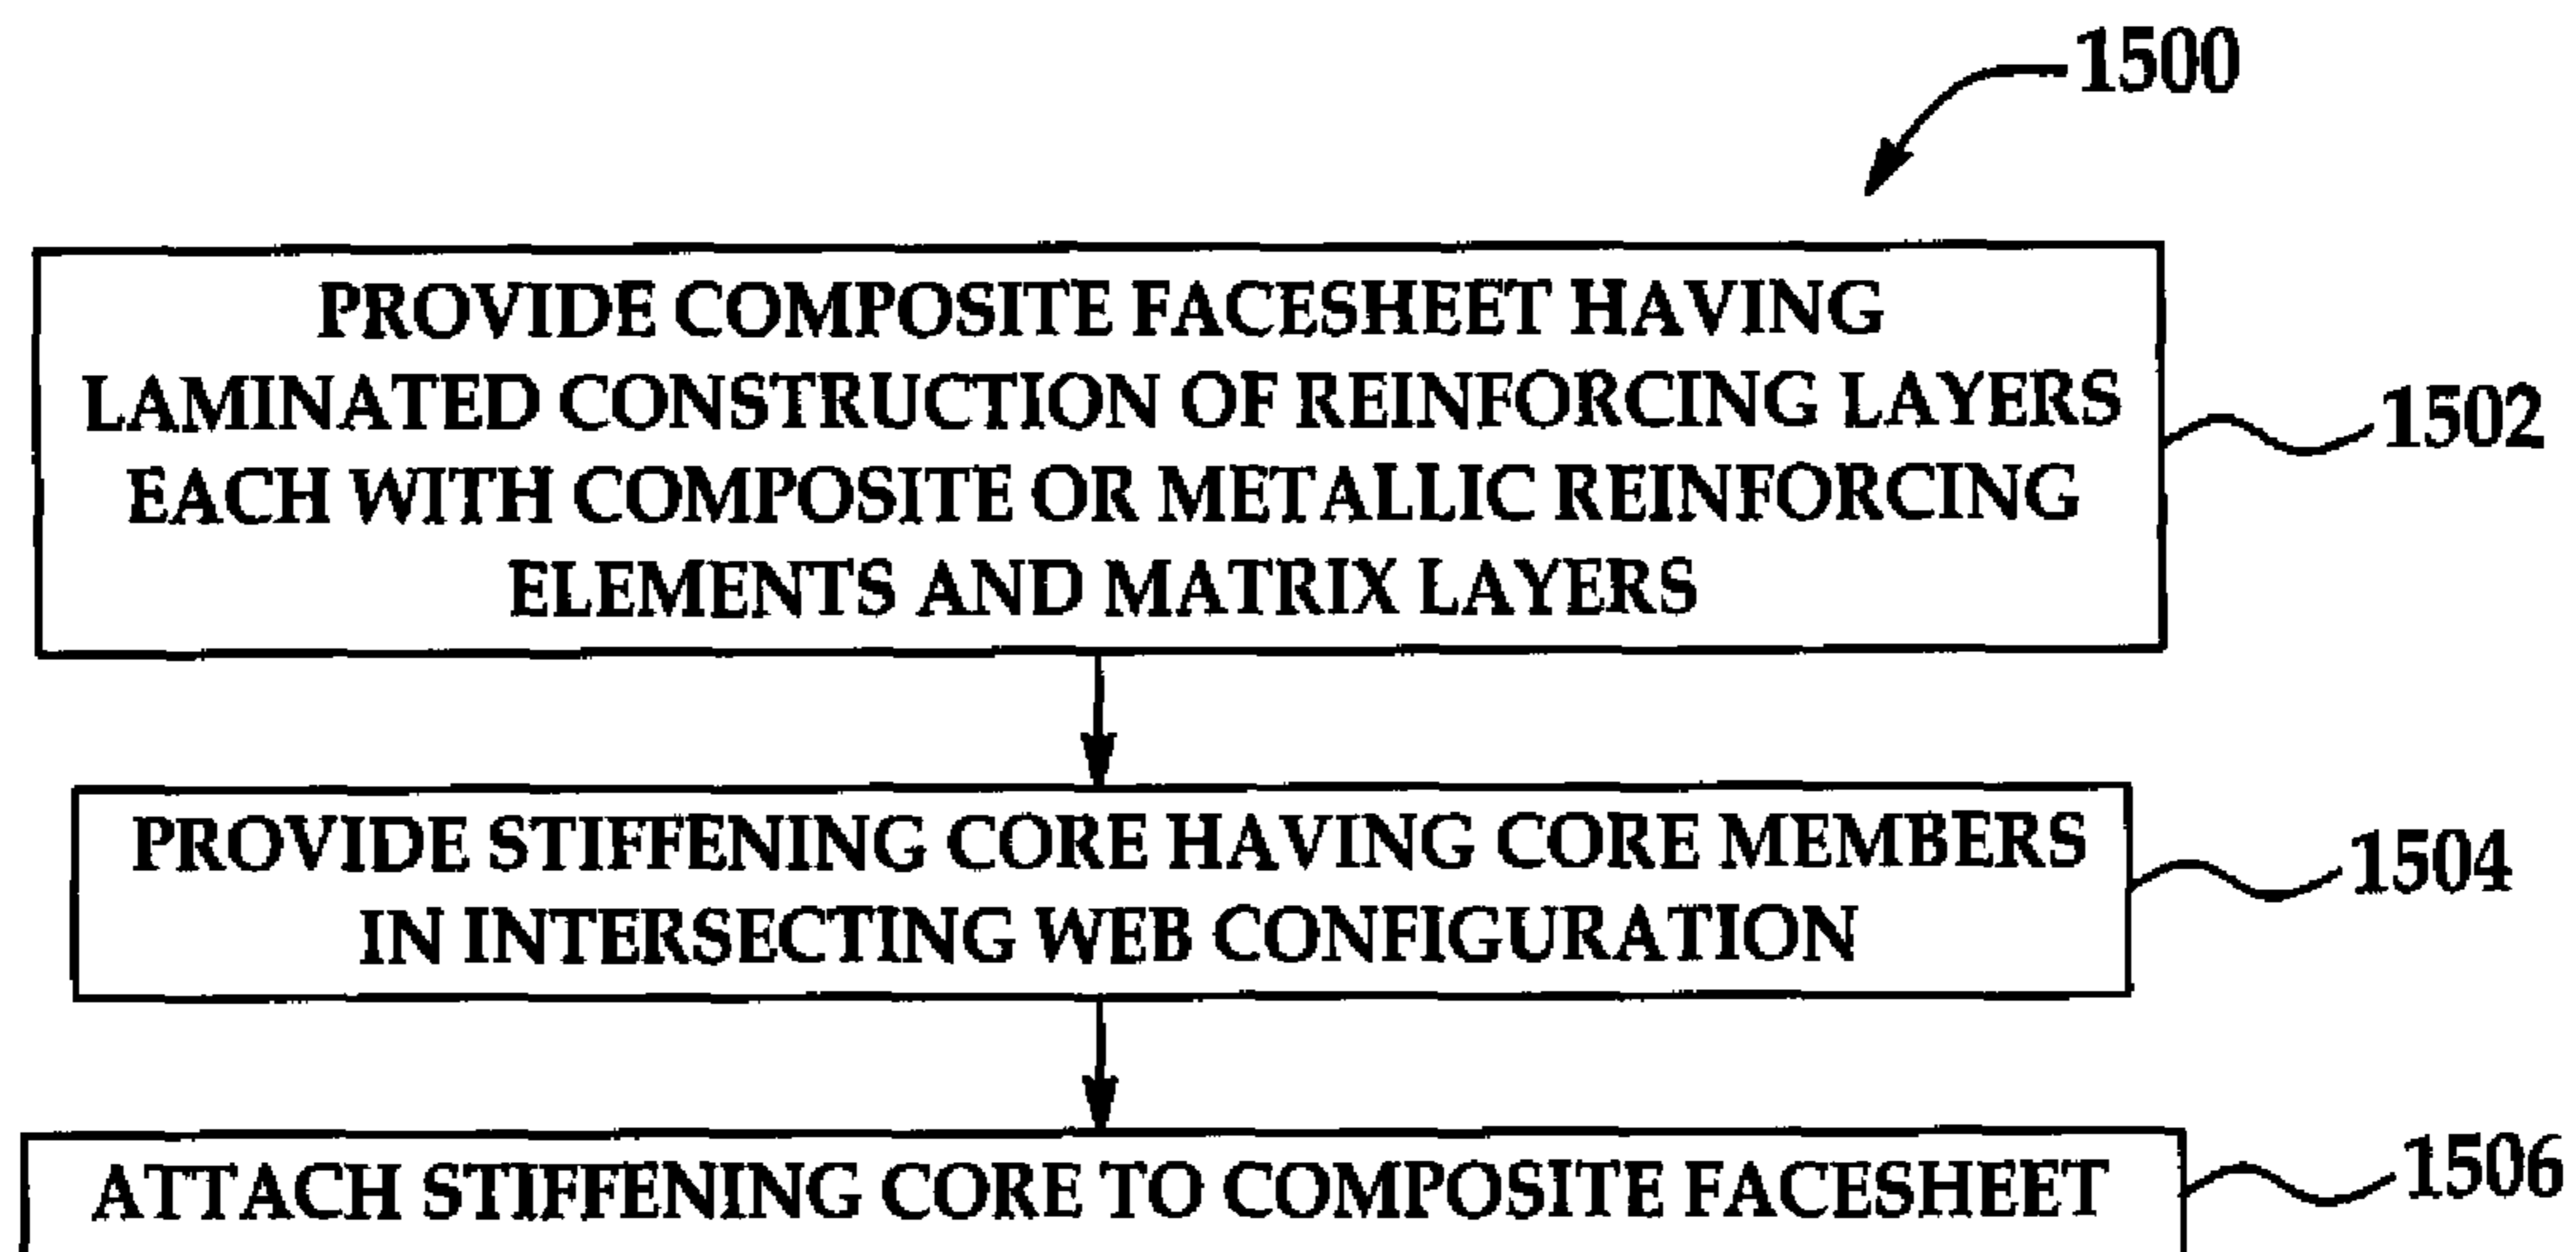 1500
PROVIDE COMPOSITE FACESHEET HAVING
LAMINATED CONSTRUCTION OF REINFORCING LAYERS
EACH WITH COMPOSITE OR METALLIC REINFORCING
ELEMENTS AND MATRIX LAYERS
1502
PROVIDE STIFFENING CORE HAVING CORE MEMBERS
IN INTERSECTING WEB CONFIGURATION
1504
ATTACH STIFFENING CORE TO COMPOSITE FACESHEET
1506